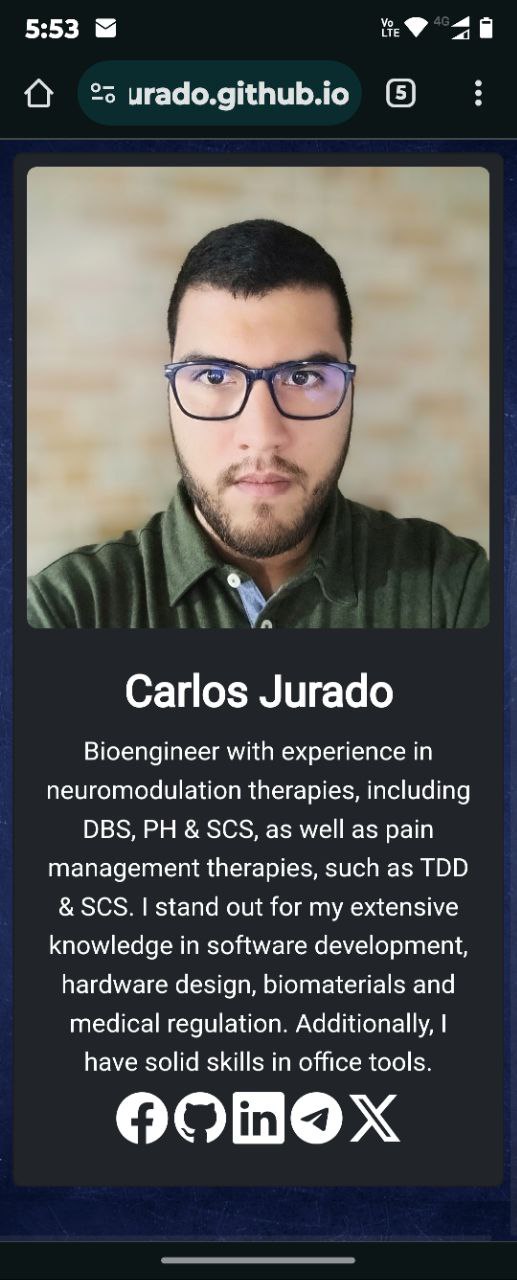 5:53
Vo
LTE
4G
urado.github.io
5
Carlos Jurado
Bioengineer with experience in
neuromodulation therapies, including
DBS, PH & SCS, as well as pain
management therapies, such as TDD
& SCS. I stand out for my extensive
knowledge in software development,
hardware design, biomaterials and
medical regulation. Additionally, I
have solid skills in office tools.
in